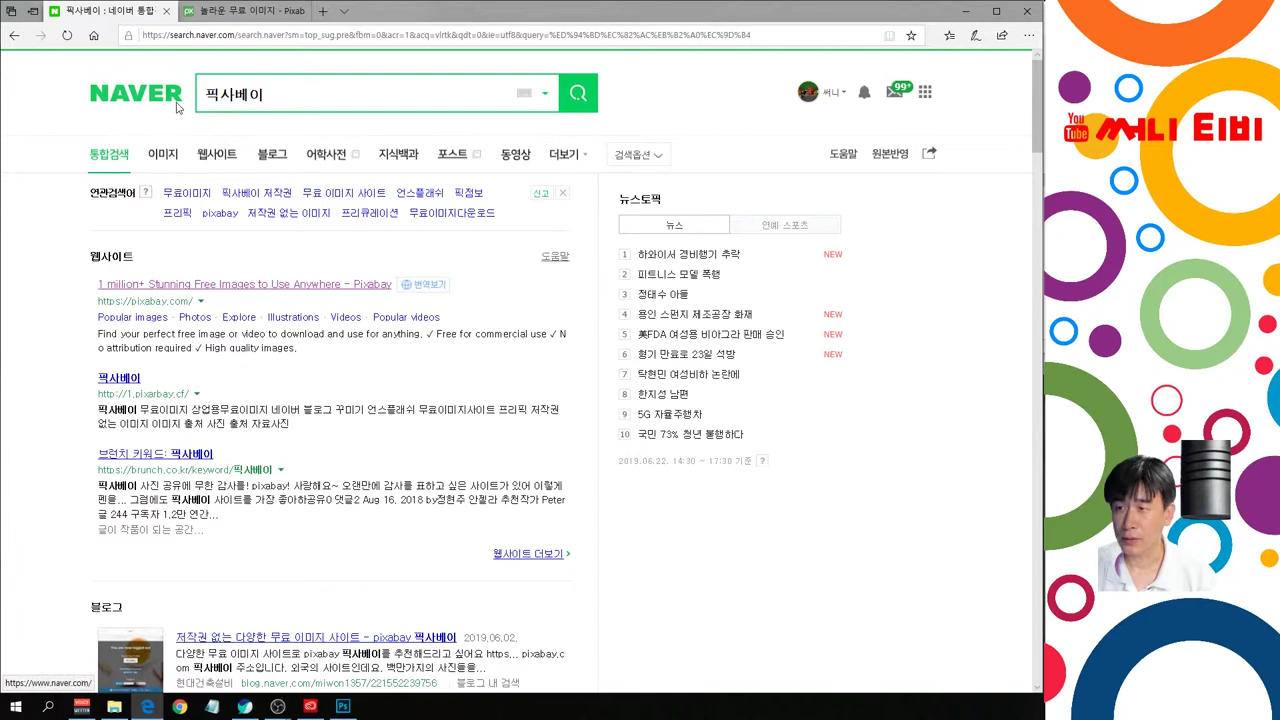 픽사베이 : 네이버 통합
놀라운 무료 이미지 - Pixab
https://search.naver.com/search.naver?sm=top_sug.pre&fbm=0&acr=1&acq=vlrtk&qdt=0&ie=utf8&query=%ED%94%BD%EC%82%AC%EB%B2%A0%EC%9D%B4
NAVER
픽사베이
써니
99+
You Tube 써니 티비
통합검색 이미지 웹사이트 블로그 어학사전 지식백과 포스트 동영상 더보기 검색옵션
도움말 원본반영
연관검색어 ? 무료이미지 픽사베이 저작권 무료 이미지 사이트 언스플래쉬 픽점보 신고
프리픽 pixabay 저작권 없는 이미지 프리큐레이션 무료이미지다운로드
웹사이트 도움말
1 million+ Stunning Free Images to Use Anywhere - Pixabay 번역보기
https://pixabay.com/
Popular images · Photos · Explore · Illustrations · Videos · Popular videos
Find your perfect free image or video to download and use for anything. ✓ Free for commercial use ✓ N
o attribution required ✓ High quality images.
픽사베이
http://1.pixarbay.cf/
픽사베이 무료이미지 상업용무료이미지 네이버 블로그 꾸미기 언스플래쉬 무료이미지사이트 프리픽 저작권
없는 이미지 이미지 출처 사진 출처 자료사진
브런치 키워드: 픽사베이
https://brunch.co.kr/keyword/픽사베이
픽사베이 사진 공유에 무한 감사를! pixabay! 사랑해요~ 오랜만에 감사한 싶은 사이트가 있어 이렇게
펜을... 그럼에도 픽사베이 사이트를 가장 좋아하공유0 댓글2 Aug 16, 2018 by정현주 안젤라 추천작가 Peter
글 244 구독자 1.2만 연간...
글이 작품이 되는 공간...
웹사이트 더보기
블로그
저작권 없는 다양한 무료 이미지 사이트 - pixabay 픽사베이 2019.06.02.
무료 이미지 사이트인 pixabay 픽사베이를 추천해드리고 싶어요 https... pixabay.c
om 픽사베이 주소입니다. 외국의 사이트인데요. 백만가지의 사진들을...
현대건축설비 blog.naver.com/miwon1357/221552239756 블로그 내 검색
뉴스토픽
뉴스 연예 스포츠
1 하와이서 경비행기 추락 NEW
2 피트니스 모델 폭행
3 정태수 아들
4 용인 스펀지 제조공장 화재 NEW
5 美FDA 여성용 비아그라 판매 승인 NEW
6 형기 만료로 23일 석방 NEW
7 탁현민 여성비하 논란에
8 한지성 남편
9 5G 자율주행차
10 국민 73% 청년 불행하다
2019.06.22. 14:30 ~ 17:30 기준 ?
https://www.naver.com/